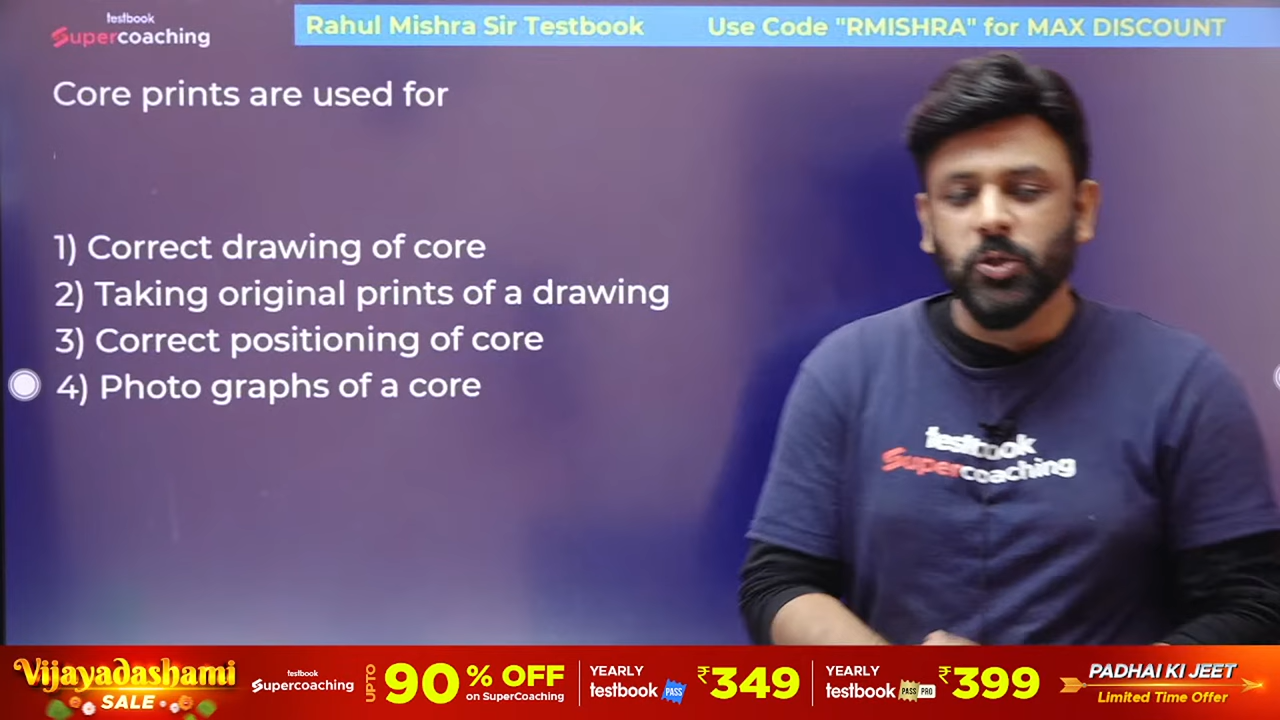 testbook
Supercoaching
Rahul Mishra Sir Testbook
Use Code "RMISHRA" for MAX DISCOUNT
Core prints are used for
1) Correct drawing of core
2) Taking original prints of a drawing
3) Correct positioning of core
4) Photo graphs of a core
testbook
Supercoaching
Vijayadashami
SALE
testbook
Supercoaching
UPTO
90% OFF
on SuperCoaching
YEARLY
testbook PASS
₹349
YEARLY
testbook PASS PRO
₹399
PADHAI KI JEET
Limited Time Offer